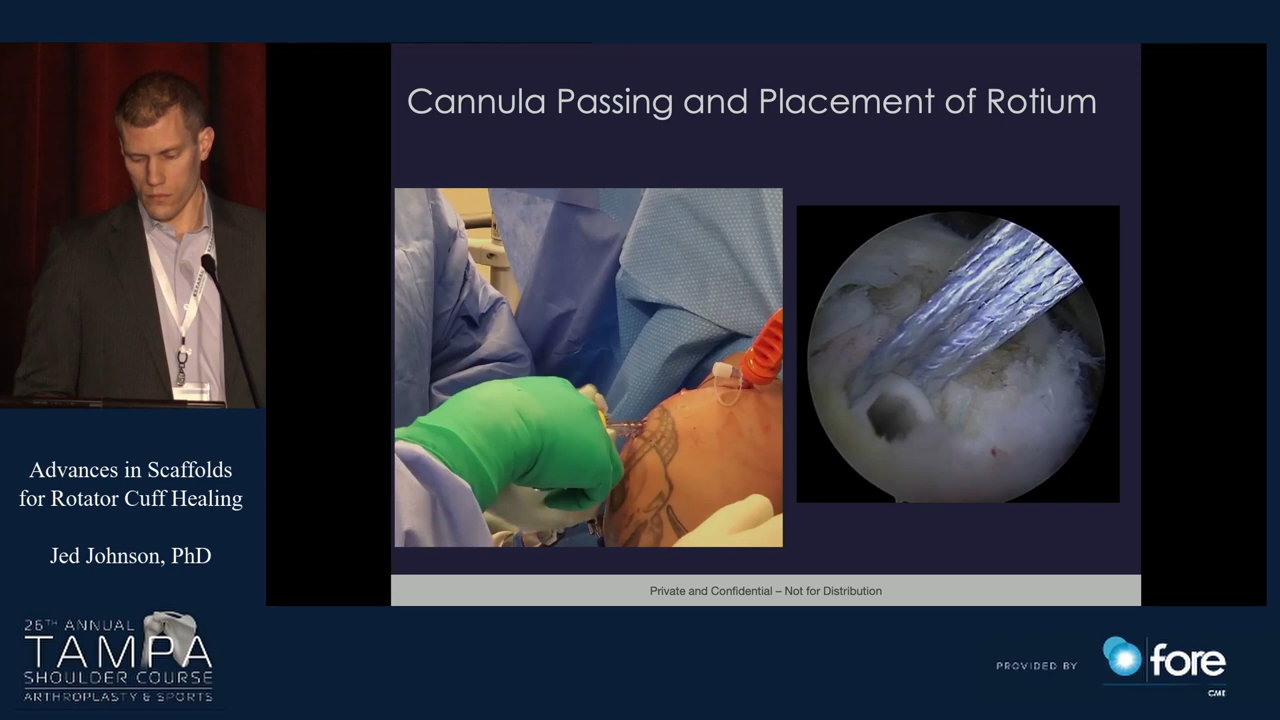 Cannula Passing and Placement of Rotium
Private and Confidential – Not for Distribution
Advances in Scaffolds
for Rotator Cuff Healing
Jed Johnson, PhD
26TH ANNUAL
TAMPA
SHOULDER COURSE
ARTHROPLASTY & SPORTS
PROVIDED BY
fore
CME